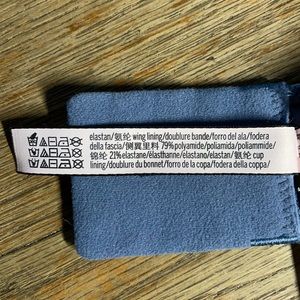 elastan/氨纶 wing lining/doublure bande/forro del ala/fodera
della fascia/侧翼里料 79%polyamide/poliamida/poliammide/
锦纶 21%elastane/élasthanne/elastano/elastan/氨纶 cup
lining/doublure du bonnet/forro de la copa/fodera della coppa/